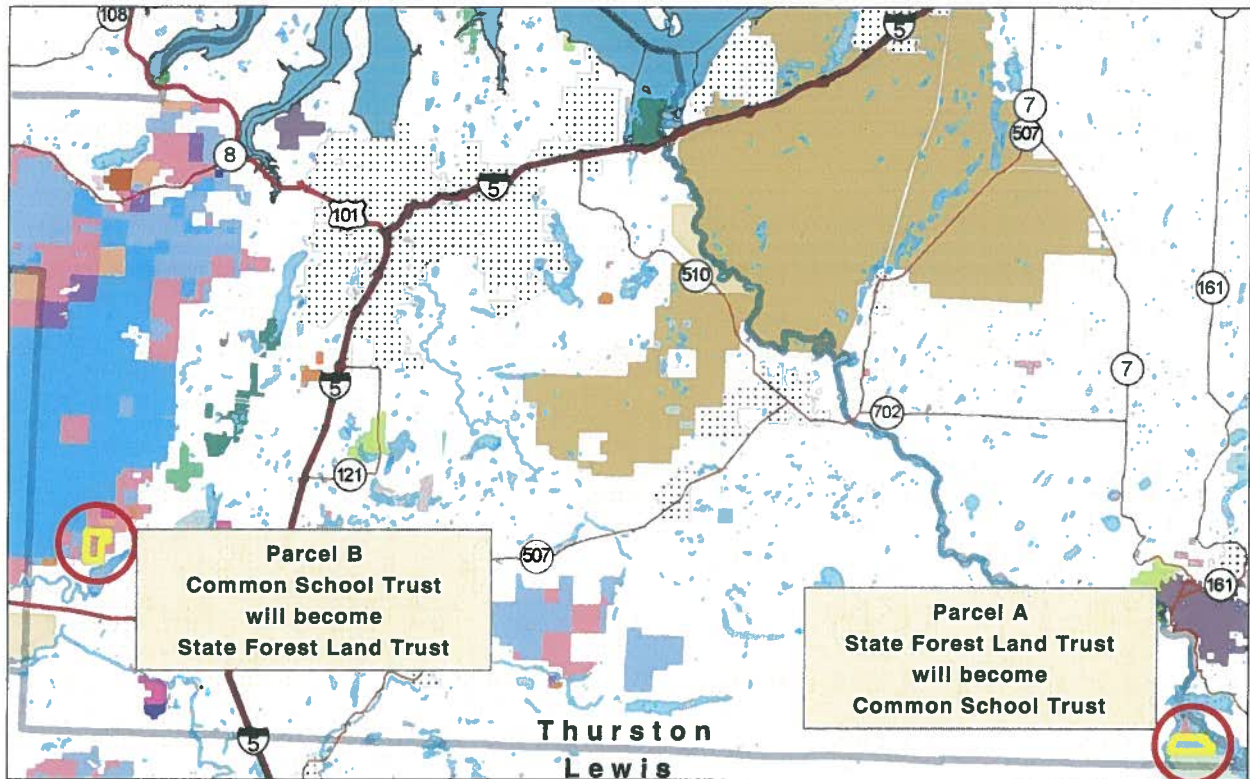 108
5
7
507
8
5
101
510
161
7
5
702
121
507
161
Parcel B
Common School Trust
will become
State Forest Land Trust
Parcel A
State Forest Land Trust
will become
Common School Trust
Thurston
5
Lewis